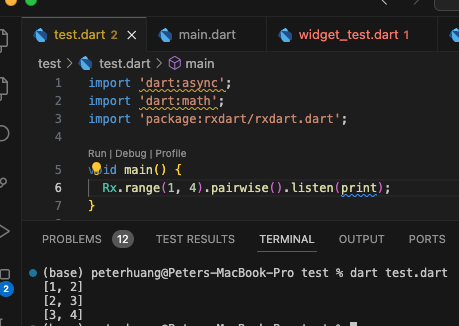 test.dart 2
main.dart
widget_test.dart 1
test > test.dart > main
1 import 'dart:async';
2 import 'dart:math';
3 import 'package:rxdart/rxdart.dart';
4
Run | Debug | Profile
5 void main() {
6 Rx.range(1, 4).pairwise().listen(print);
7 }
PROBLEMS 12 TEST RESULTS TERMINAL OUTPUT PORTS
2
(base) peterhuang@Peters-MacBook-Pro test % dart test.dart
[1, 2]
[2, 3]
[3, 4]